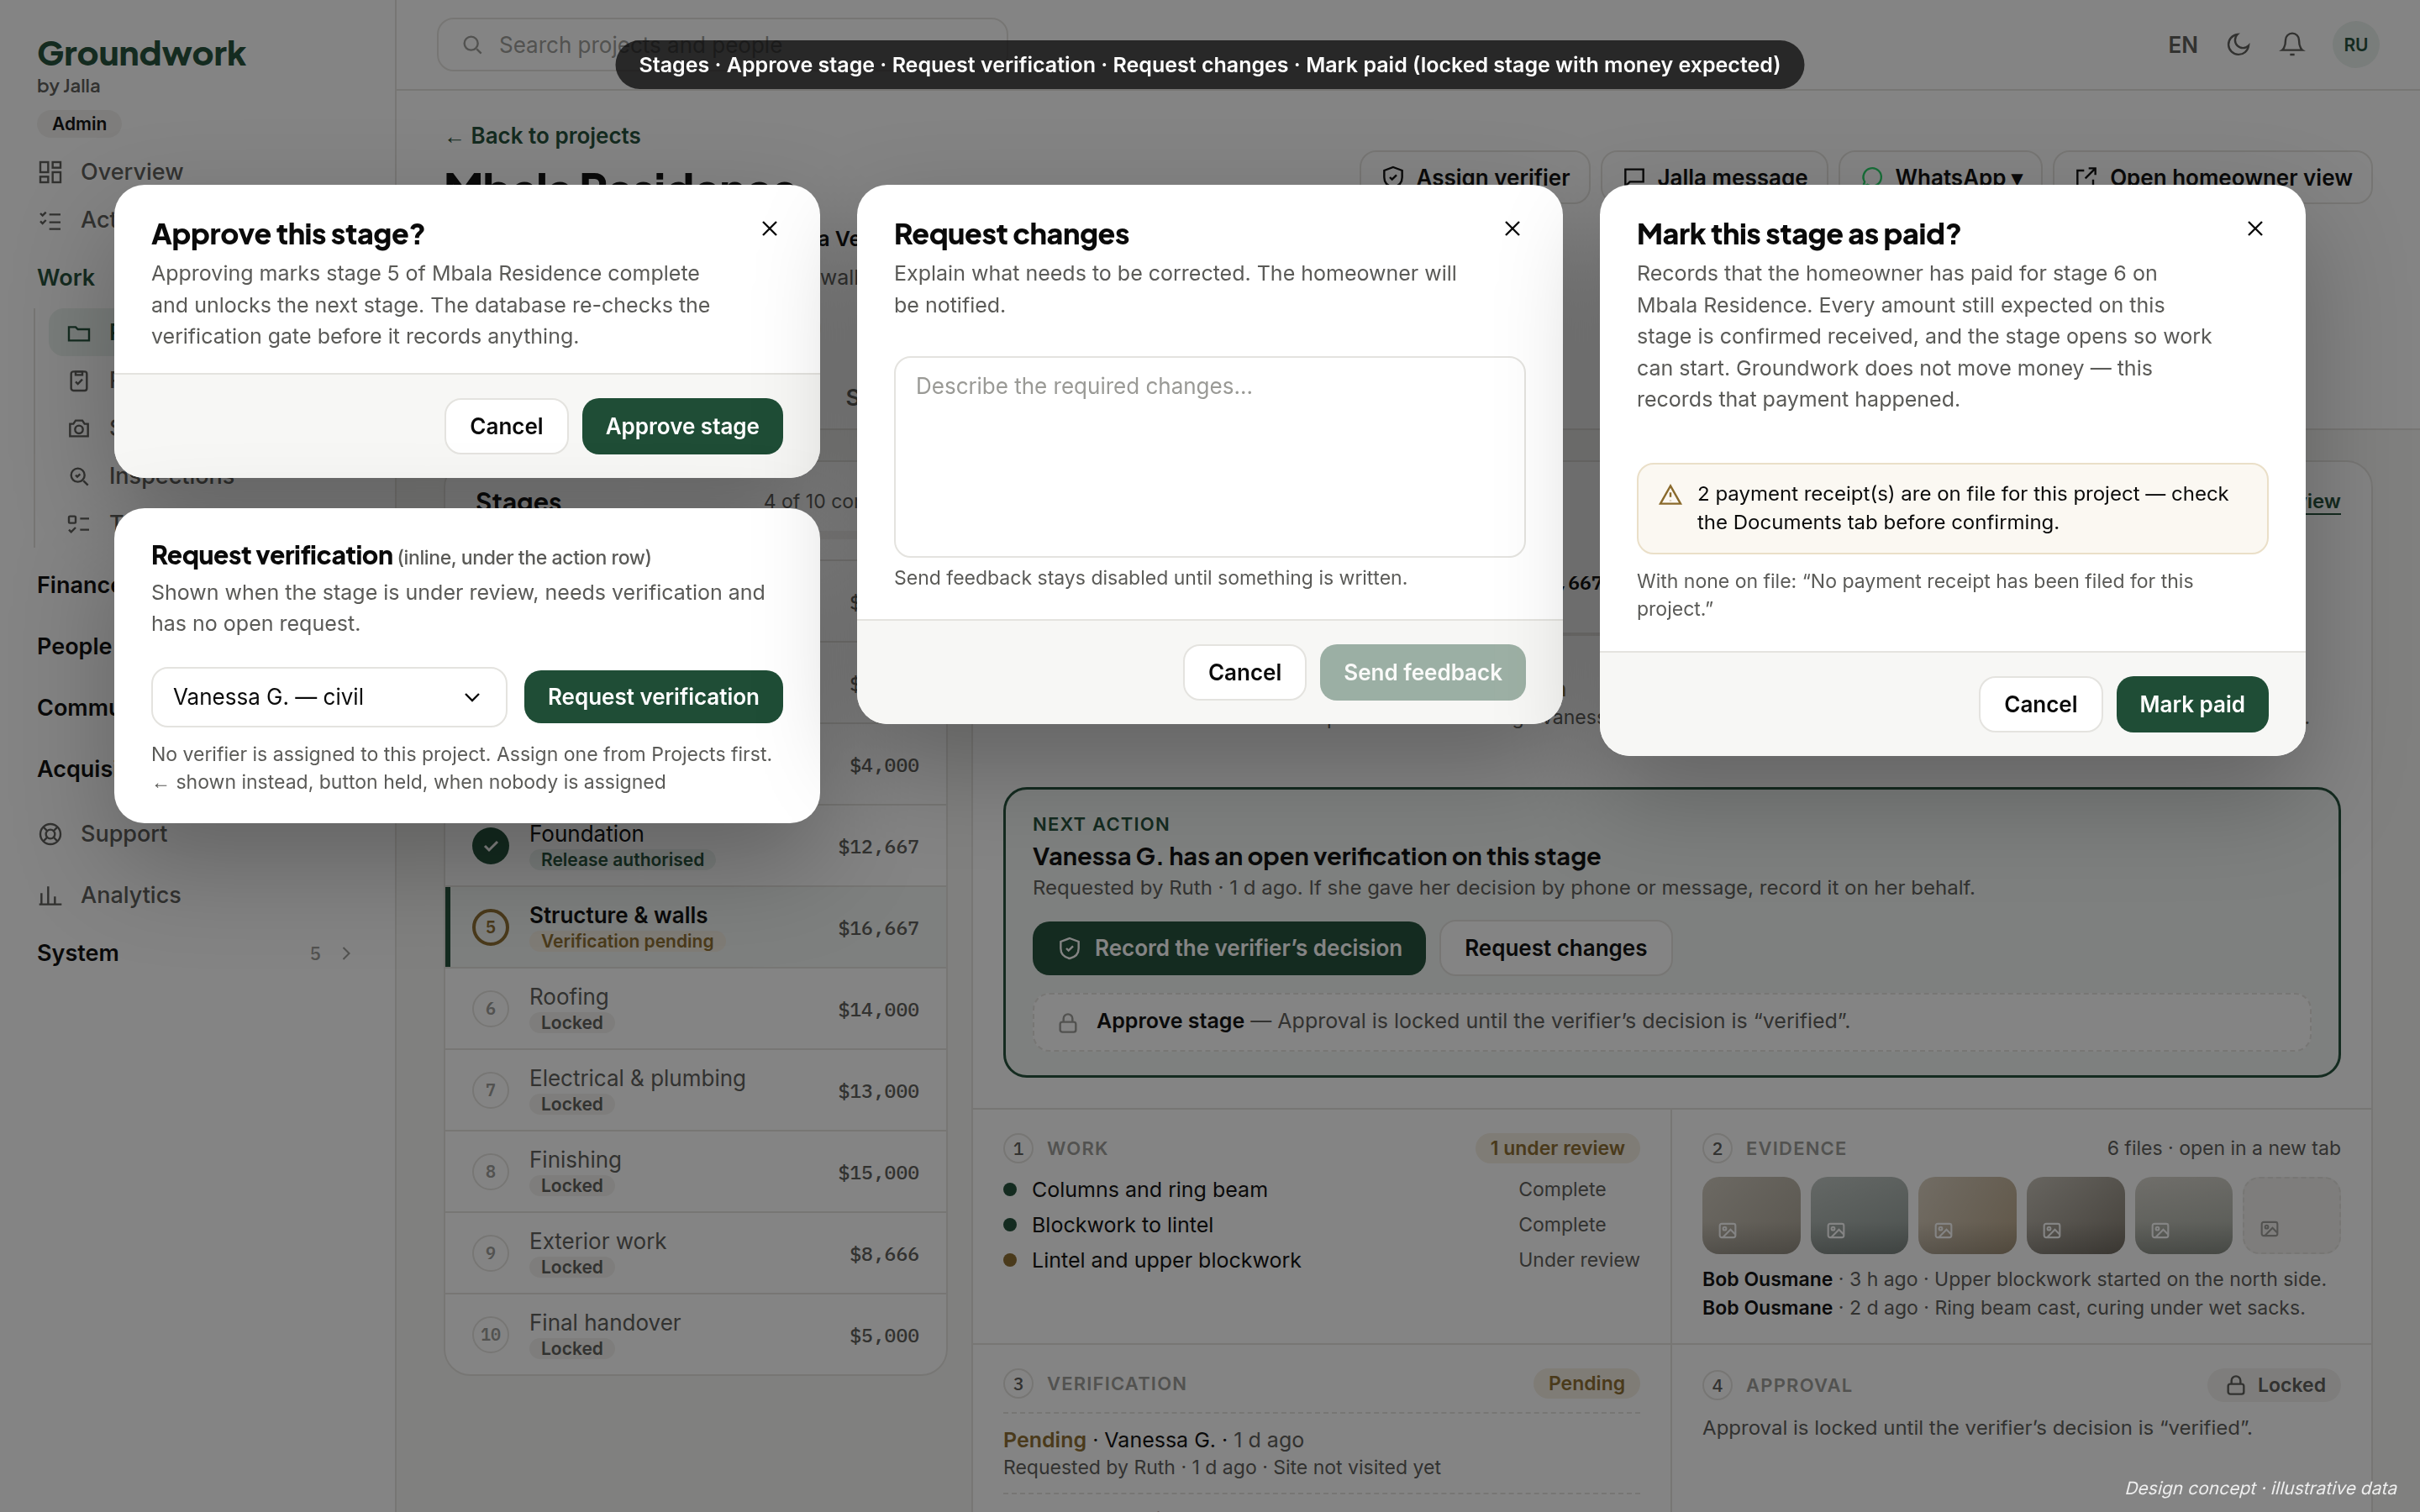 Groundwork
by Jalla
Admin
Overview
Work
Inspections
Finance
People
Support
Analytics
System 5
Search projects and people
Stages · Approve stage · Request verification · Request changes · Mark paid (locked stage with money expected)
EN
RU
← Back to projects
Mbala Residence
Assign verifier
Jalla message
WhatsApp ▾
Open homeowner view
Approve this stage?
Approving marks stage 5 of Mbala Residence complete
and unlocks the next stage. The database re-checks the
verification gate before it records anything.
Cancel
Approve stage
Request verification (inline, under the action row)
Shown when the stage is under review, needs verification and
has no open request.
Vanessa G. — civil
Request verification
No verifier is assigned to this project. Assign one from Projects first.
← shown instead, button held, when nobody is assigned
Request changes
Explain what needs to be corrected. The homeowner will
be notified.
Describe the required changes...
Send feedback stays disabled until something is written.
Cancel
Send feedback
Mark this stage as paid?
Records that the homeowner has paid for stage 6 on
Mbala Residence. Every amount still expected on this
stage is confirmed received, and the stage opens so work
can start. Groundwork does not move money — this
records that payment happened.
2 payment receipt(s) are on file for this project — check
the Documents tab before confirming.
With none on file: “No payment receipt has been filed for this
project.”
Cancel
Mark paid
Stages
4 of 10
$4,000
Foundation
Release authorised
$12,667
5
Structure & walls
Verification pending
$16,667
6
Roofing
Locked
$14,000
7
Electrical & plumbing
Locked
$13,000
8
Finishing
Locked
$15,000
9
Exterior work
Locked
$8,666
10
Final handover
Locked
$5,000
NEXT ACTION
Vanessa G. has an open verification on this stage
Requested by Ruth · 1 d ago. If she gave her decision by phone or message, record it on her behalf.
Record the verifier’s decision
Request changes
Approve stage — Approval is locked until the verifier’s decision is “verified”.
1 WORK
1 under review
Columns and ring beam Complete
Blockwork to lintel Complete
Lintel and upper blockwork Under review
2 EVIDENCE
6 files · open in a new tab
Bob Ousmane · 3 h ago · Upper blockwork started on the north side.
Bob Ousmane · 2 d ago · Ring beam cast, curing under wet sacks.
3 VERIFICATION
Pending
Pending · Vanessa G. · 1 d ago
Requested by Ruth · 1 d ago · Site not visited yet
4 APPROVAL
Locked
Approval is locked until the verifier’s decision is “verified”.
Design concept · illustrative data